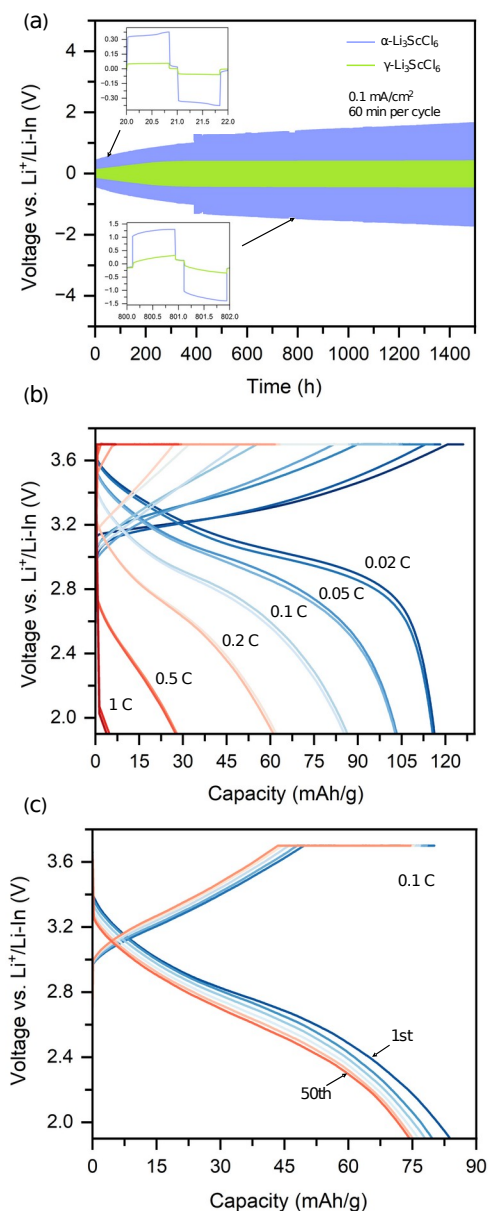 (a)
α-Li₃ScCl₆
γ-Li₃ScCl₆
0.1 mA/cm²
60 min per cycle
Voltage vs. Li⁺/Li-In (V)
4
2
0
−2
−4
0.30
0.15
0.00
-0.15
-0.30
20.0 20.5 21.0 21.5 22.0
1.5
1.0
0.5
0.0
-0.5
-1.0
-1.5
800.0 800.5 801.0 801.5 802.0
0 200 400 600 800 1000 1200 1400
Time (h)
(b)
Voltage vs. Li⁺/Li-In (V)
3.6
3.2
2.8
2.4
2.0
0.02 C
0.05 C
0.1 C
0.2 C
0.5 C
1 C
0 15 30 45 60 75 90 105 120
Capacity (mAh/g)
(c)
Voltage vs. Li⁺/Li-In (V)
3.6
3.2
2.8
2.4
2.0
0.1 C
1st
50th
0 15 30 45 60 75 90
Capacity (mAh/g)